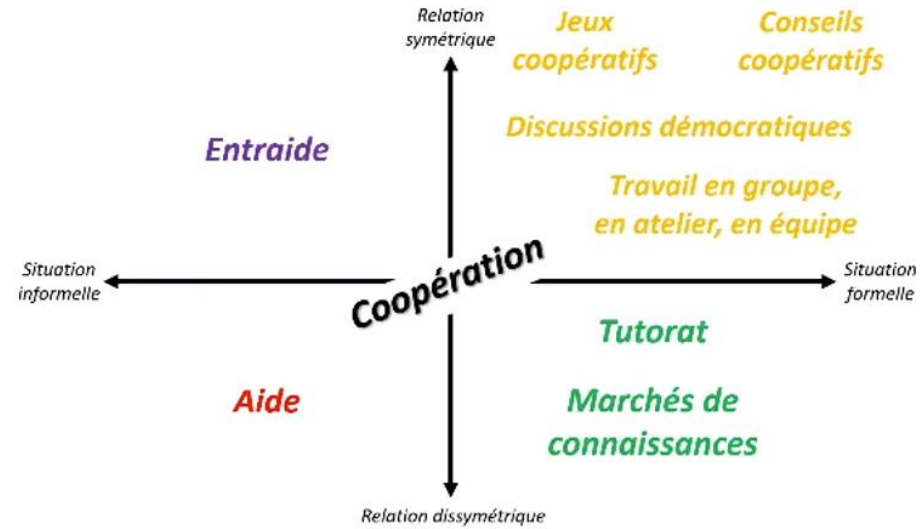 Relation
symétrique
Jeux
coopératifs
Conseils
coopératifs
Discussions démocratiques
Entraide
Travail en groupe,
en atelier, en équipe
Situation
informelle
Coopération
Situation
formelle
Tutorat
Aide
Marchés de
connaissances
Relation dissymétrique